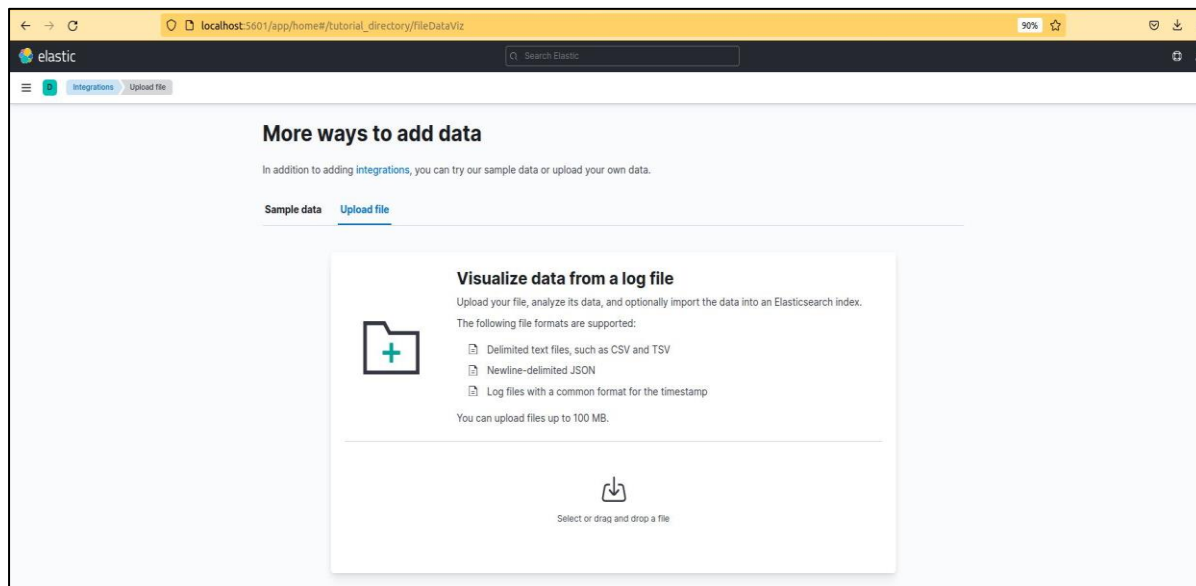 localhost:5601/app/home#/tutorial_directory/fileDataViz
90%
elastic
Search Elastic
D
Integrations
Upload file
More ways to add data
In addition to adding integrations, you can try our sample data or upload your own data.
Sample data
Upload file
Visualize data from a log file
Upload your file, analyze its data, and optionally import the data into an Elasticsearch index.
The following file formats are supported:
Delimited text files, such as CSV and TSV
Newline-delimited JSON
Log files with a common format for the timestamp
You can upload files up to 100 MB.
Select or drag and drop a file